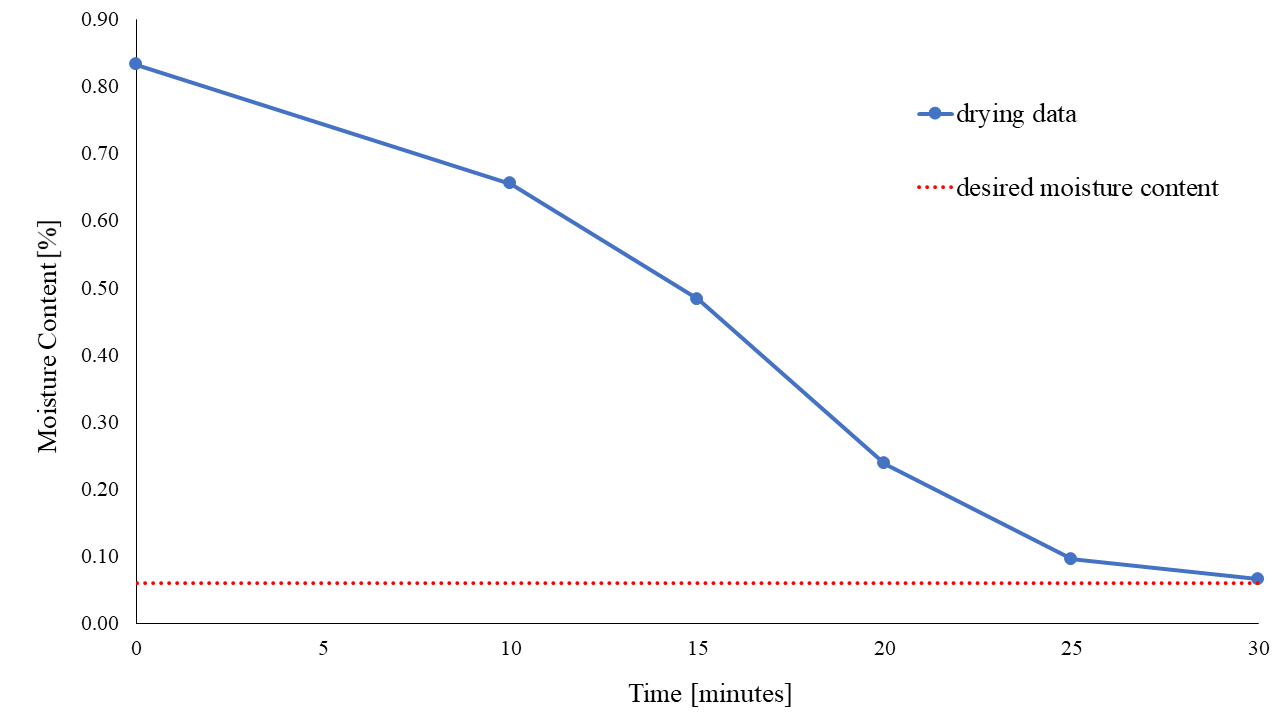 0.90
0.80
0.70
0.60
0.50
0.40
0.30
0.20
0.10
0.00
Moisture Content [%]
drying data
desired moisture content
0 5 10 15 20 25 30
Time [minutes]